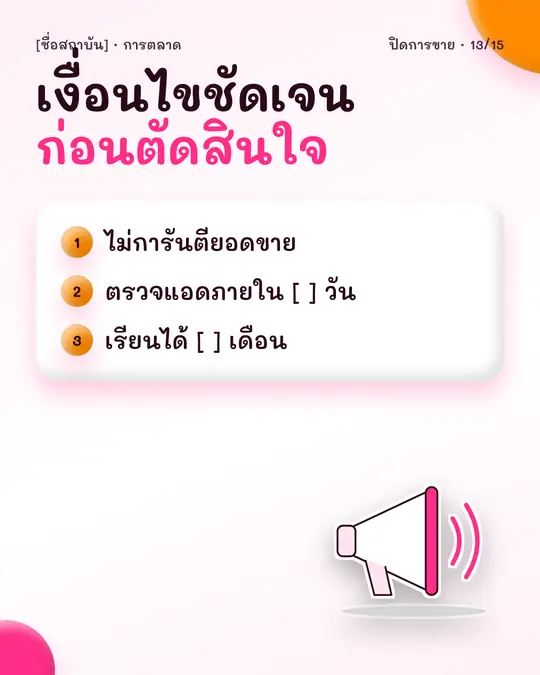 [ชื่อสถาบัน] · การตลาด
ปิดการขาย · 13/15
เงื่อนไขชัดเจน
ก่อนตัดสินใจ
1 ไม่การันตียอดขาย
2 ตรวจแอดภายใน [ ] วัน
3 เรียนได้ [ ] เดือน